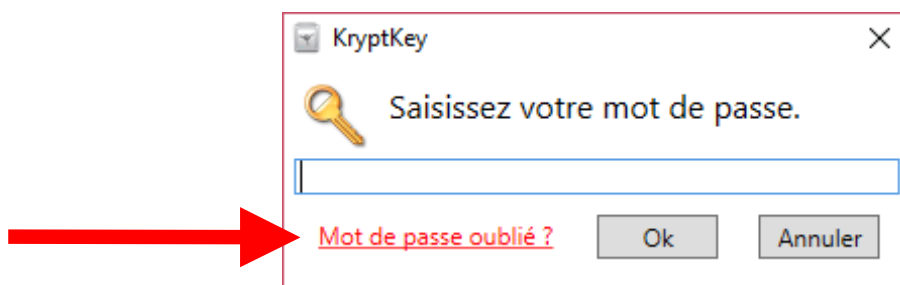 KryptKey
Saisissez votre mot de passe.
Mot de passe oublié ?
Ok
Annuler